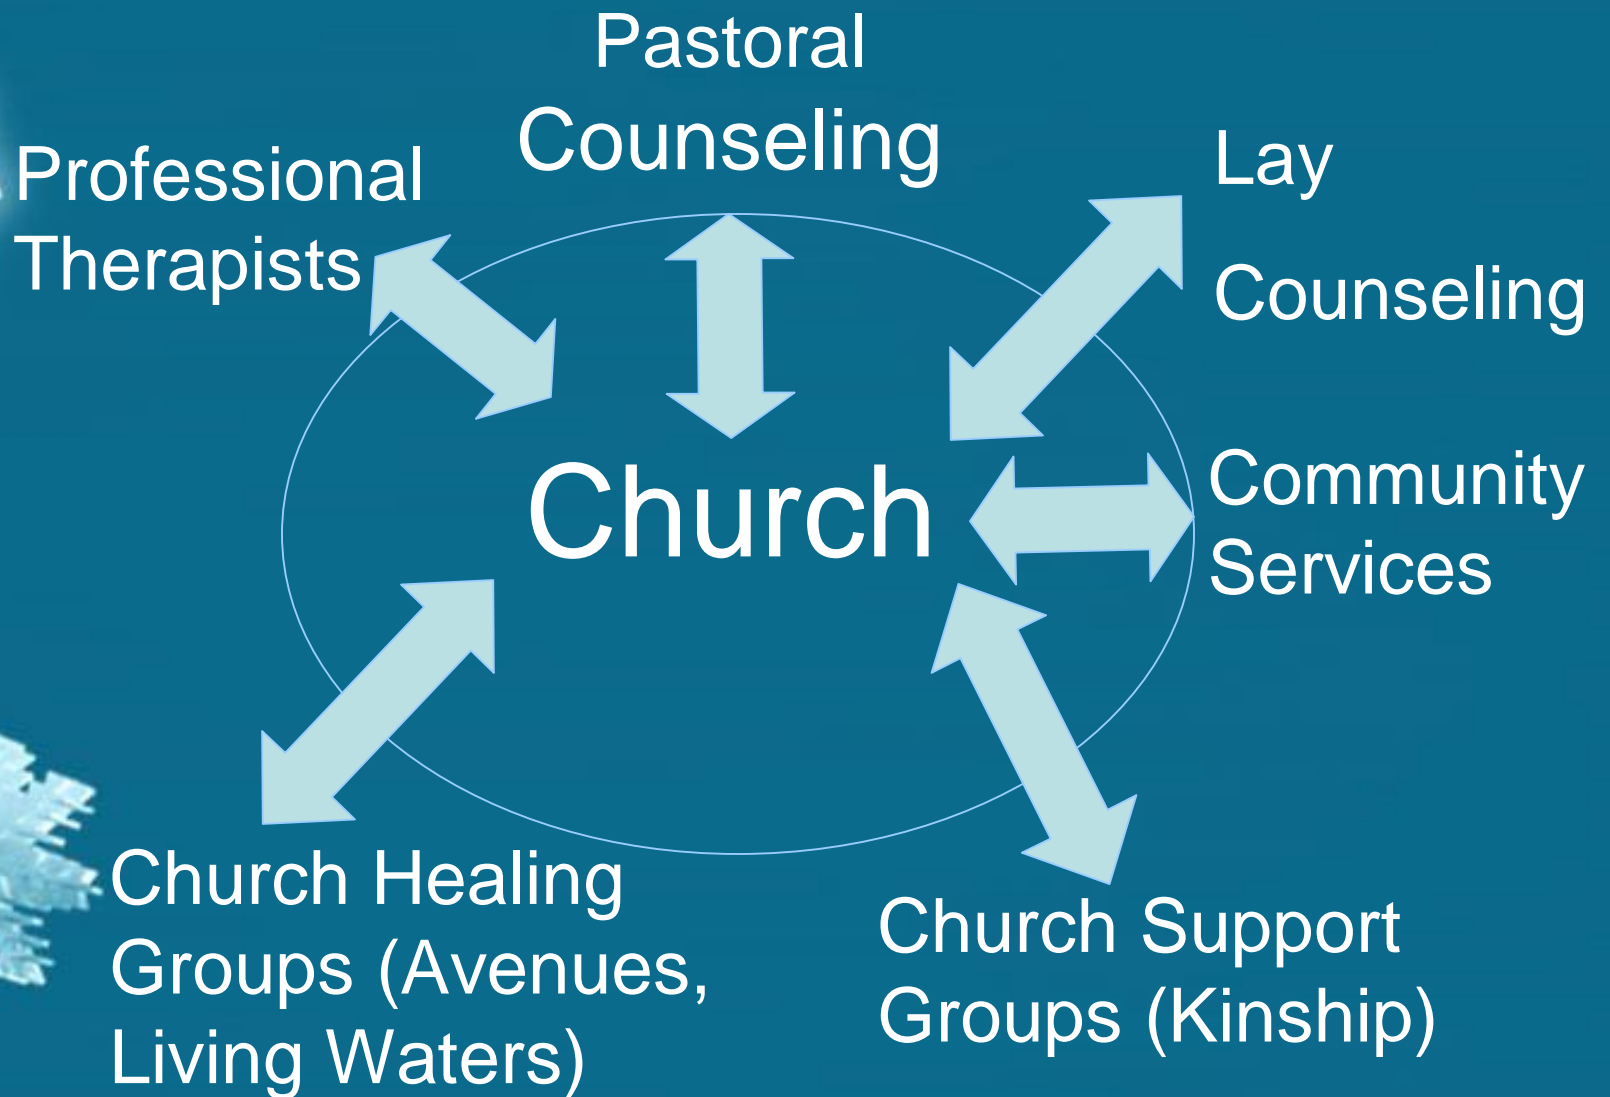 Pastoral
Counseling
Professional
Therapists
Lay
Counseling
Church
Community
Services
Church Healing
Groups (Avenues,
Living Waters)
Church Support
Groups (Kinship)